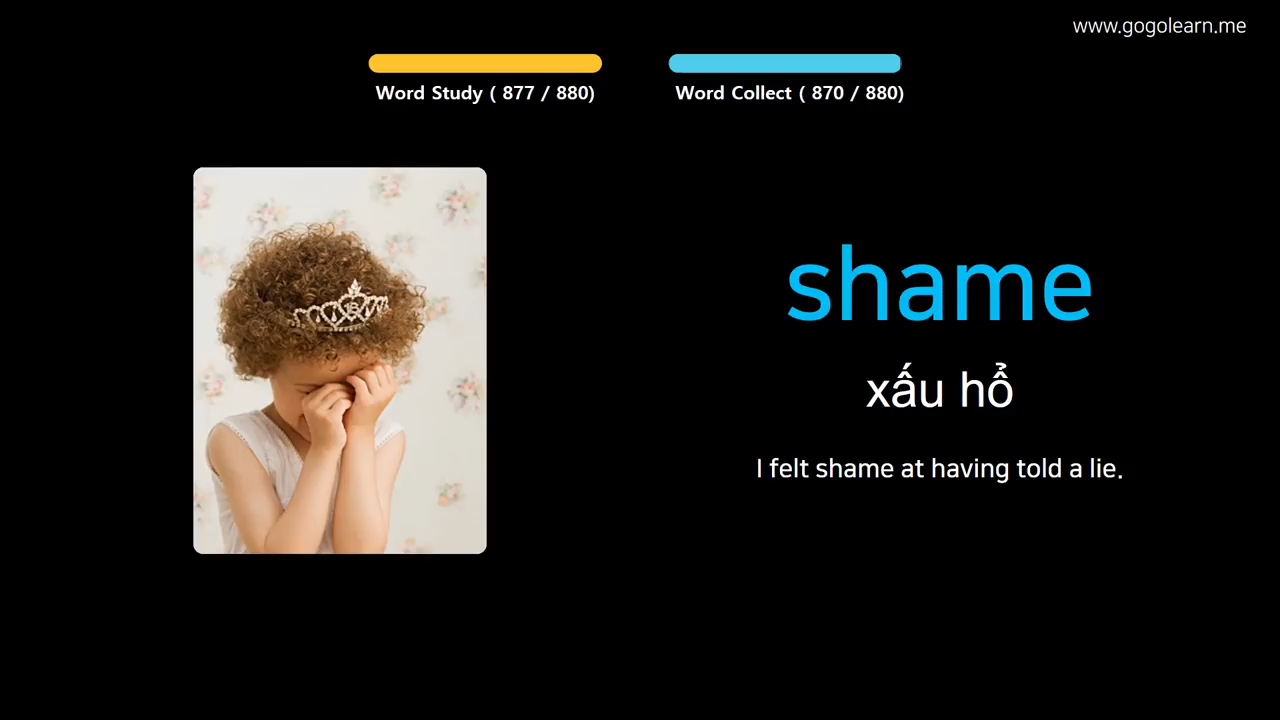 www.gogolearn.me
Word Study ( 877 / 880)
Word Collect ( 870 / 880)
shame
xấu hổ
I felt shame at having told a lie.